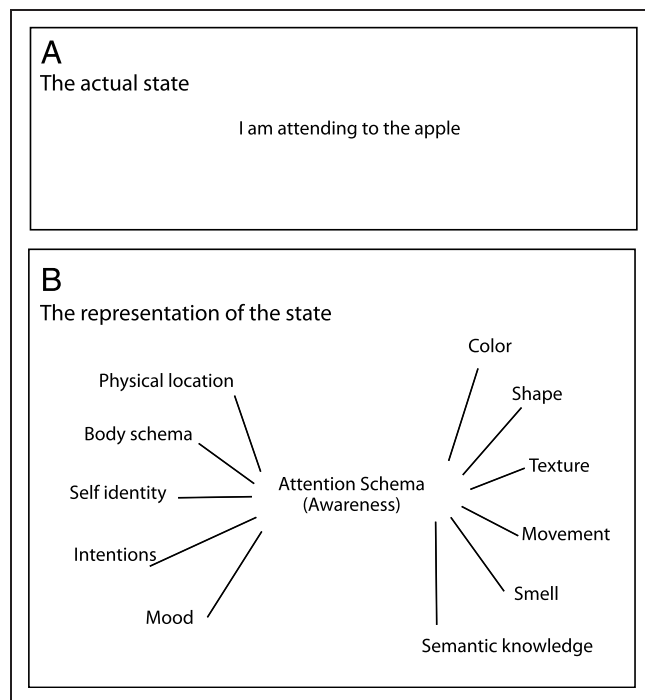 A
The actual state
I am attending to the apple
B
The representation of the state
Physical location
Body schema
Self identity
Intentions
Mood
Attention Schema
(Awareness)
Color
Shape
Texture
Movement
Smell
Semantic knowledge